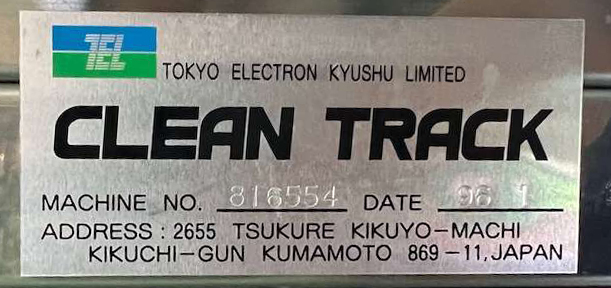 TEL
TOKYO ELECTRON KYUSHU LIMITED
CLEAN TRACK
MACHINE NO. 816554 DATE 96 1
ADDRESS : 2655 TSUKURE KIKUYO-MACHI
KIKUCHI-GUN KUMAMOTO 869-11, JAPAN